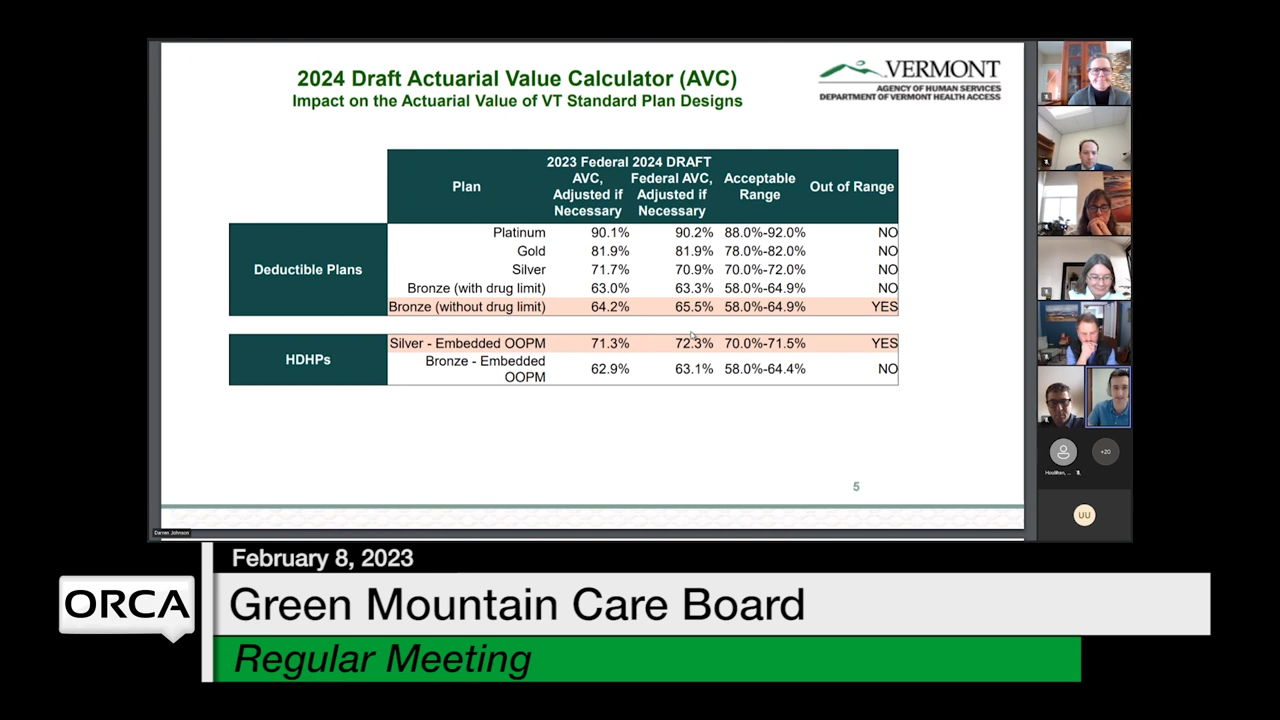 2024 Draft Actuarial Value Calculator (AVC)
Impact on the Actuarial Value of VT Standard Plan Designs
VERMONT
AGENCY OF HUMAN SERVICES
DEPARTMENT OF VERMONT HEALTH ACCESS
Plan
2023 Federal AVC, Adjusted if Necessary
2024 DRAFT Federal AVC, Adjusted if Necessary
Acceptable Range
Out of Range
Deductible Plans
Platinum 90.1% 90.2% 88.0%-92.0% NO
Gold 81.9% 81.9% 78.0%-82.0% NO
Silver 71.7% 70.9% 70.0%-72.0% NO
Bronze (with drug limit) 63.0% 63.3% 58.0%-64.9% NO
Bronze (without drug limit) 64.2% 65.5% 58.0%-64.9% YES
HDHPs
Silver - Embedded OOPM 71.3% 72.3% 70.0%-71.5% YES
Bronze - Embedded OOPM 62.9% 63.1% 58.0%-64.4% NO
5
Darren Johnson
+20
UU
February 8, 2023
ORCA
Green Mountain Care Board
Regular Meeting